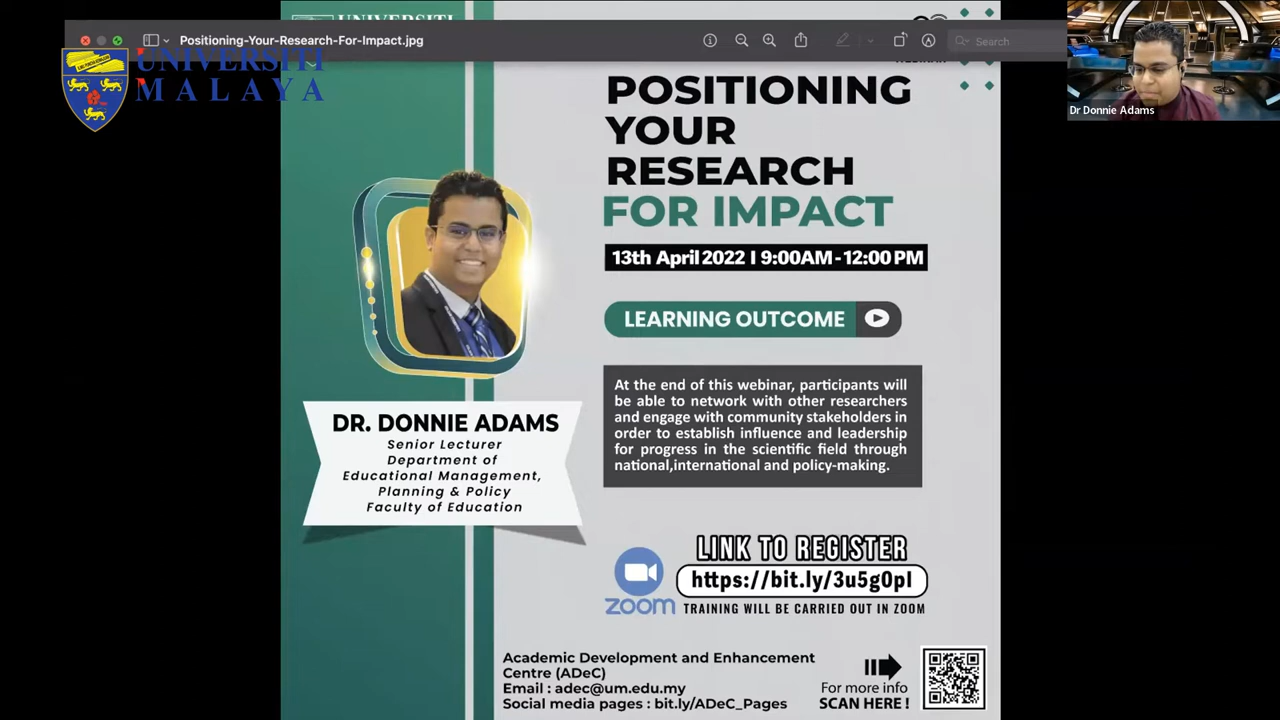 UNIVERSITI
Positioning-Your-Research-For-Impact.jpg
Search
UNIVERSITI
MALAYA
Dr Donnie Adams
POSITIONING
YOUR
RESEARCH
FOR IMPACT
13th April 2022 I 9:00AM - 12:00 PM
LEARNING OUTCOME
At the end of this webinar, participants will
be able to network with other researchers
and engage with community stakeholders in
order to establish influence and leadership
for progress in the scientific field through
national,international and policy-making.
DR. DONNIE ADAMS
Senior Lecturer
Department of
Educational Management,
Planning & Policy
Faculty of Education
LINK TO REGISTER
https://bit.ly/3u5g0pI
zoom
TRAINING WILL BE CARRIED OUT IN ZOOM
Academic Development and Enhancement
Centre (ADeC)
Email : adec@um.edu.my
Social media pages : bit.ly/ADeC_Pages
For more info
SCAN HERE !